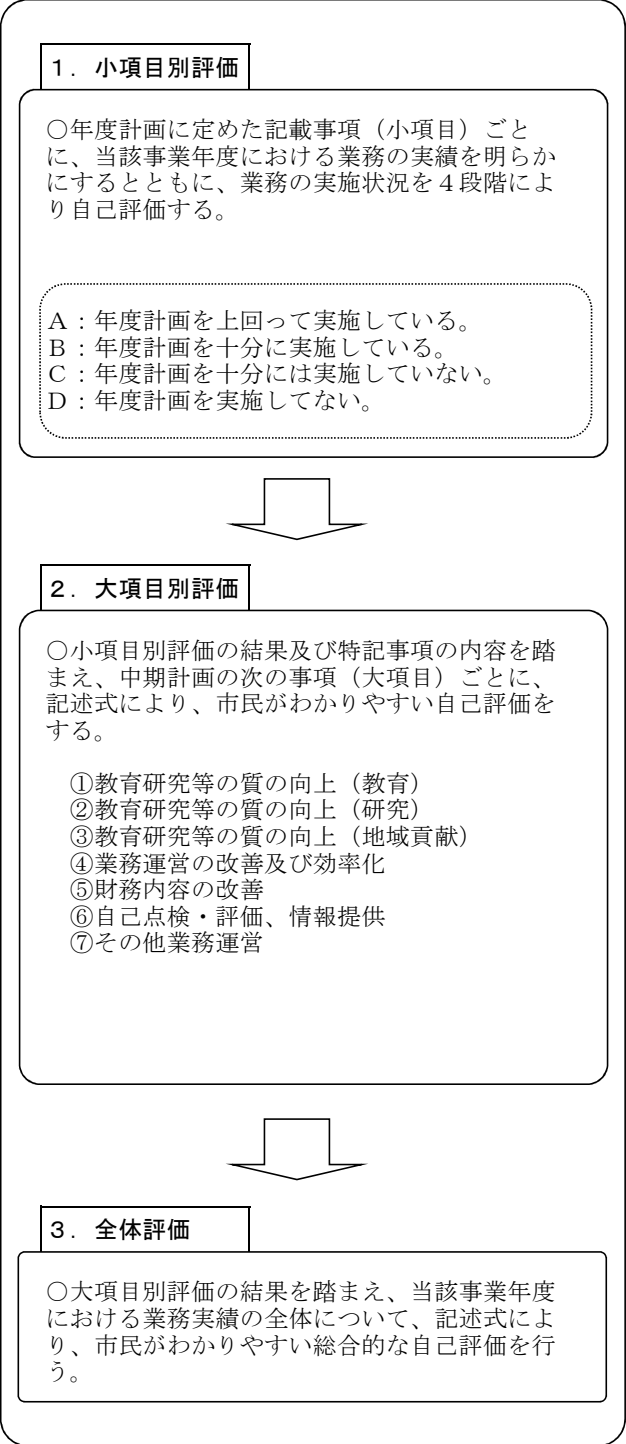 １．小項目別評価
○年度計画に定めた記載事項（小項目）ごと
に、当該事業年度における業務の実績を明らか
にするとともに、業務の実施状況を４段階によ
り自己評価する。
Ａ：年度計画を上回って実施している。
Ｂ：年度計画を十分に実施している。
Ｃ：年度計画を十分には実施していない。
Ｄ：年度計画を実施してない。
２．大項目別評価
○小項目別評価の結果及び特記事項の内容を踏
まえ、中期計画の次の事項（大項目）ごとに、
記述式により、市民がわかりやすい自己評価を
する。
①教育研究等の質の向上（教育）
②教育研究等の質の向上（研究）
③教育研究等の質の向上（地域貢献）
④業務運営の改善及び効率化
⑤財務内容の改善
⑥自己点検・評価、情報提供
⑦その他業務運営
３．全体評価
○大項目別評価の結果を踏まえ、当該事業年度
における業務実績の全体について、記述式によ
り、市民がわかりやすい総合的な自己評価を行
う。